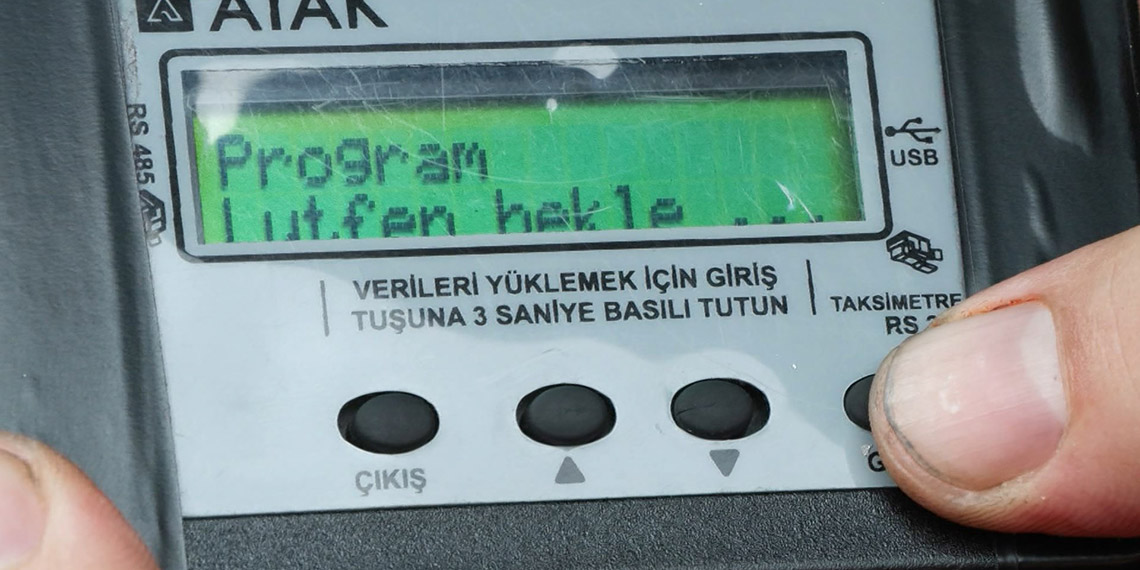 ATAK
RS 485
Program
Lutfen bekle ...
USB
VERİLERİ YÜKLEMEK İÇİN GİRİŞ
TUŞUNA 3 SANİYE BASILI TUTUN
TAKSİMETRE
RS
ÇIKIŞ